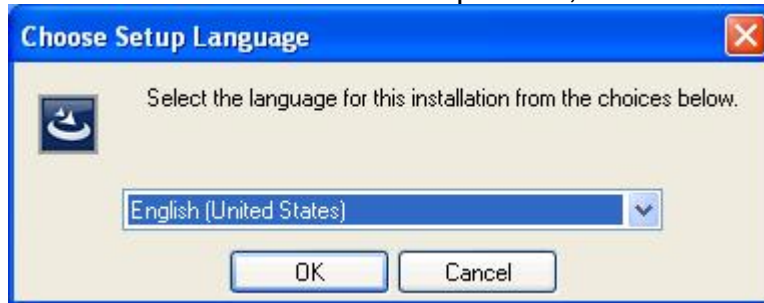 Choose Setup Language
Select the language for this installation from the choices below.
English (United States)
OK Cancel